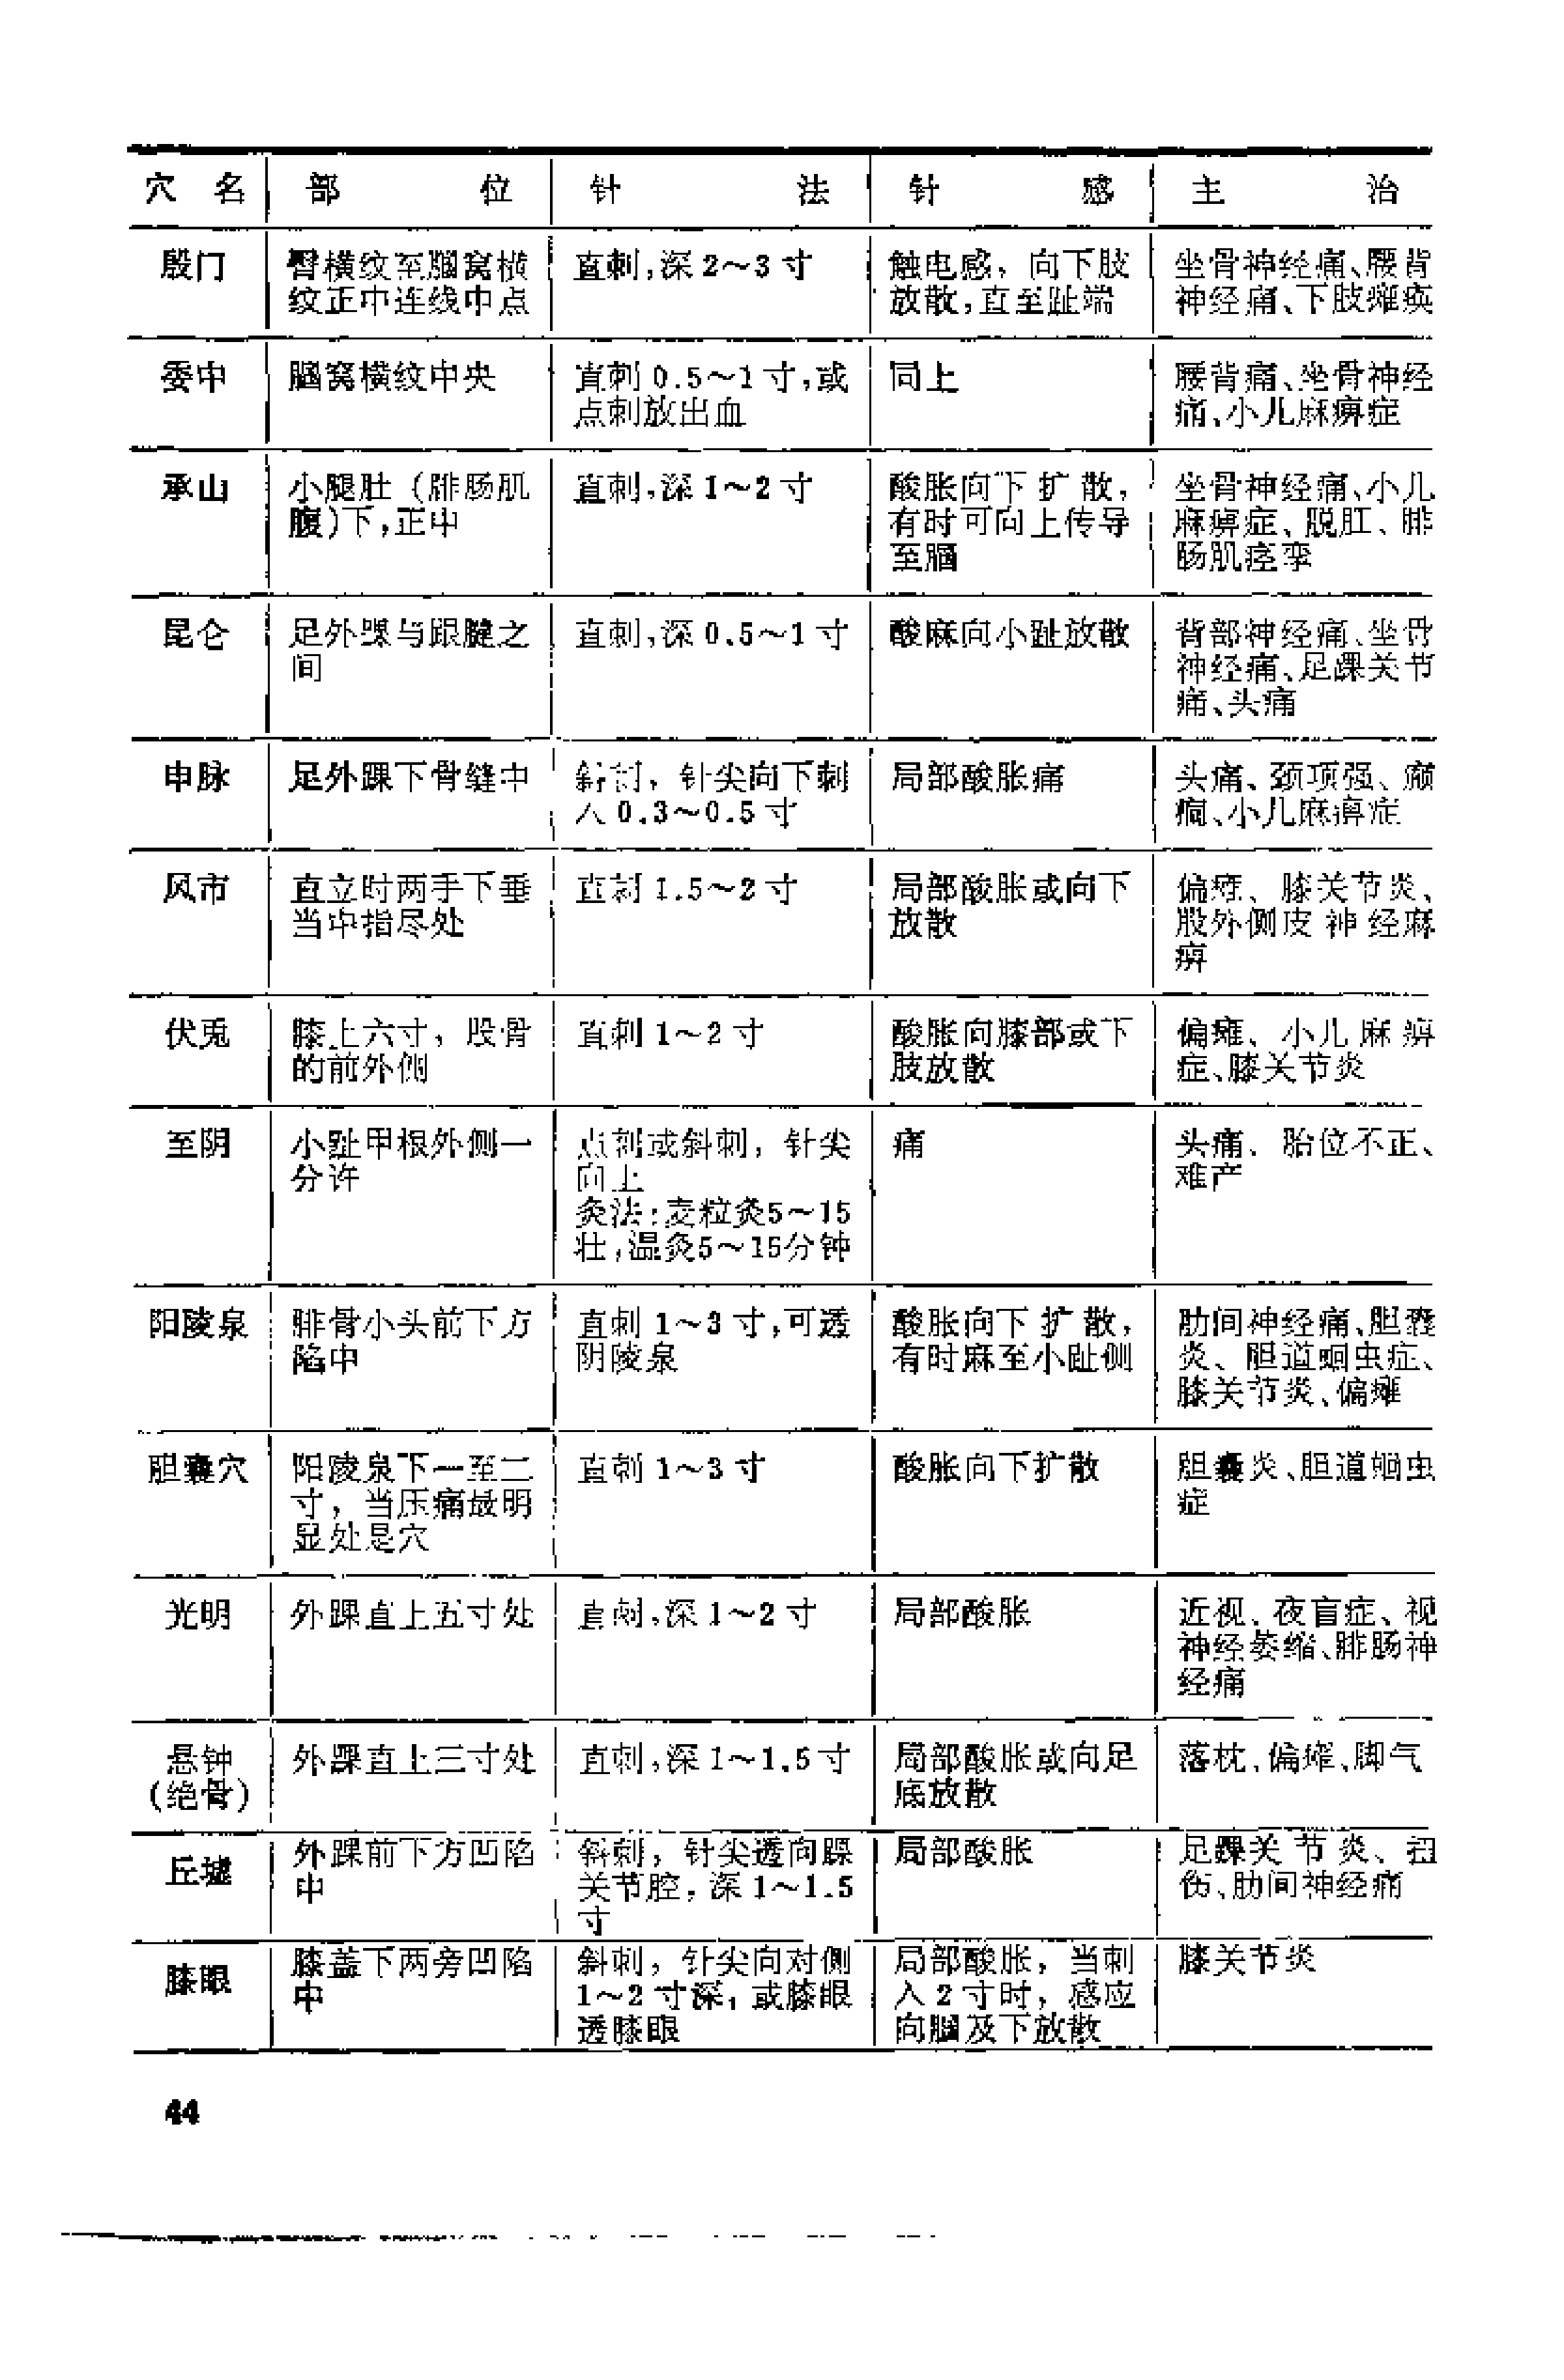 穴名 部位 针法 针感 主治
殷门
臀横纹至腘窝横
纹正中连线中点
直刺,深2～3寸
触电感，向下肢
放散,直至趾端
坐骨神经痛、腰背
神经痛、下肢瘫痪
委中
腘窝横纹中央
直刺0.5～1寸,或
点刺放出血
同上
腰背痛、坐骨神经
痛、小儿麻痹症
承山
小腿肚（腓肠肌
腹）下,正中
直刺,深1～2寸
酸胀向下扩散，
有时可向上传导
至腘
坐骨神经痛、小儿
麻痹症、脱肛、腓
肠肌痉挛
昆仑
足外踝与跟腱之
间
直刺,深0.5～1寸
酸麻向小趾放散
背部神经痛、坐骨
神经痛、足踝关节
痛、头痛
申脉
足外踝下骨缝中
斜刺，针尖向下刺
入0.3～0.5寸
局部酸胀痛
头痛、颈项强、癫
痫、小儿麻痹症
风市
直立时两手下垂
当中指尽处
直刺1.5～2寸
局部酸胀或向下
放散
偏瘫、膝关节炎、
股外侧皮神经麻
痹
伏兎
膝上六寸，股骨
的前外侧
直刺1～2寸
酸胀向膝部或下
肢放散
偏瘫、小儿麻痹
症、膝关节炎
至阴
小趾甲根外侧一
分许
点刺或斜刺，针尖
向上
灸法:麦粒灸5～15
壮,温灸5～15分钟
痛
头痛、胎位不正、
难产
阳陵泉
腓骨小头前下方
陷中
直刺1～3寸,可透
阴陵泉
酸胀向下扩散，
有时麻至小趾侧
肋间神经痛、胆囊
炎、胆道蛔虫症、
膝关节炎、偏瘫
胆囊穴
阳陵泉下一至二
寸，当压痛最明
显处是穴
直刺1～3寸
酸胀向下扩散
胆囊炎、胆道蛔虫
症
光明
外踝直上五寸处
直刺,深1～2寸
局部酸胀
近视、夜盲症、视
神经萎缩、腓肠神
经痛
悬钟
(绝骨)
外踝直上三寸处
直刺,深1～1.5寸
局部酸胀或向足
底放散
落枕、偏瘫、脚气
丘墟
外踝前下方凹陷
中
斜刺，针尖透向踝
关节腔，深1～1.5
寸
局部酸胀
足踝关节炎、扭
伤、肋间神经痛
膝眼
膝盖下两旁凹陷
中
斜刺，针尖向对侧
1～2寸深，或膝眼
透膝眼
局部酸胀，当刺
入2寸时，感应
向腘及下放散
膝关节炎
44